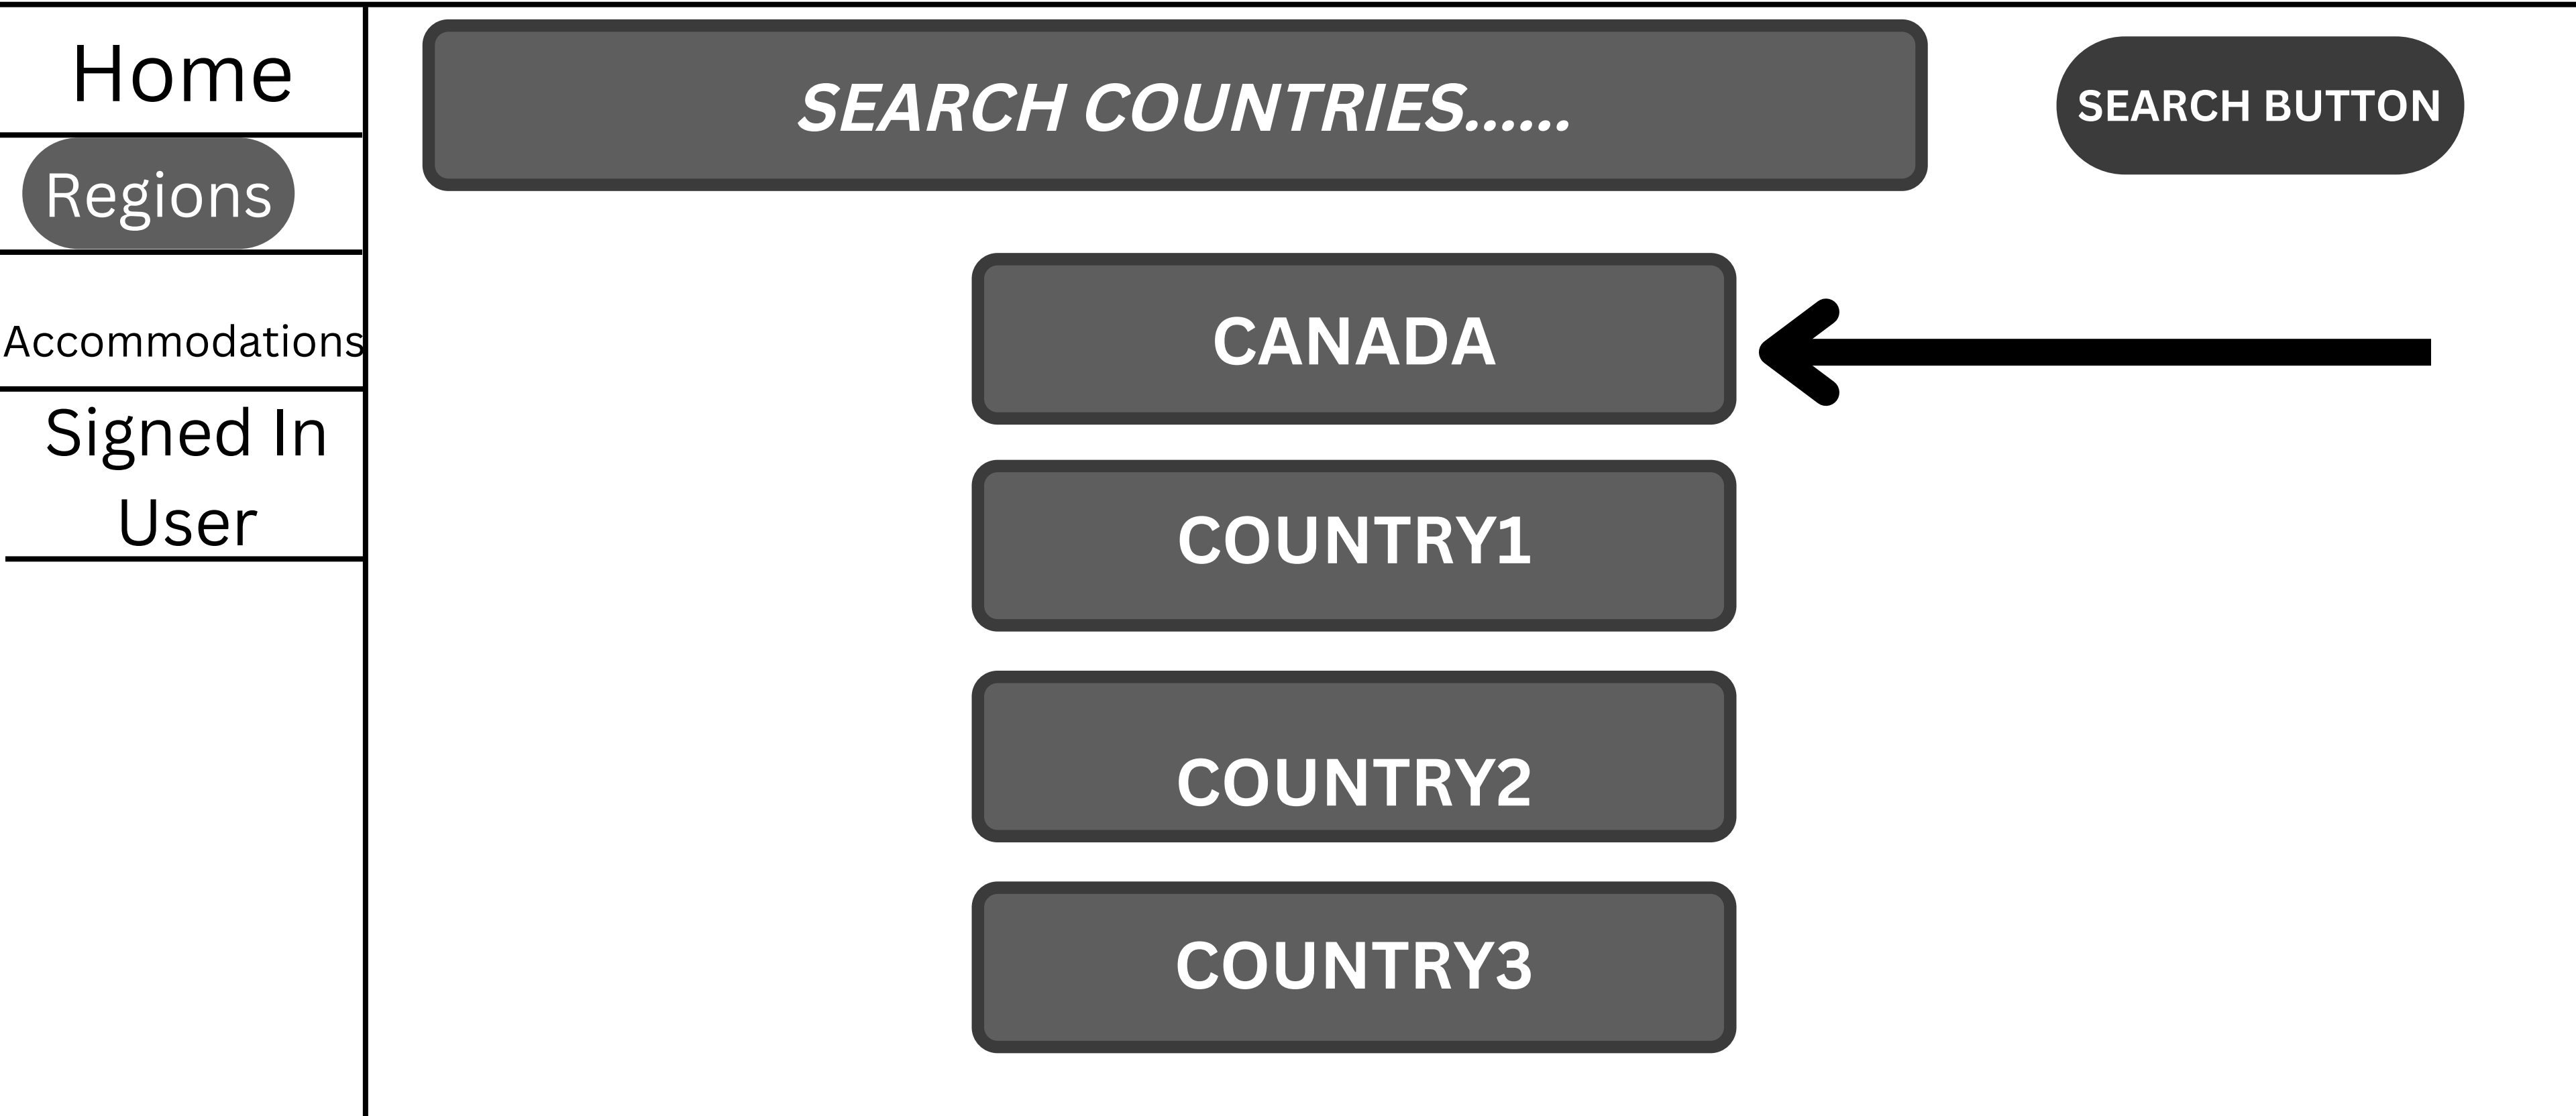 Home
Regions
Accommodations
Signed In
User
SEARCH COUNTRIES......
SEARCH BUTTON
CANADA
COUNTRY1
COUNTRY2
COUNTRY3